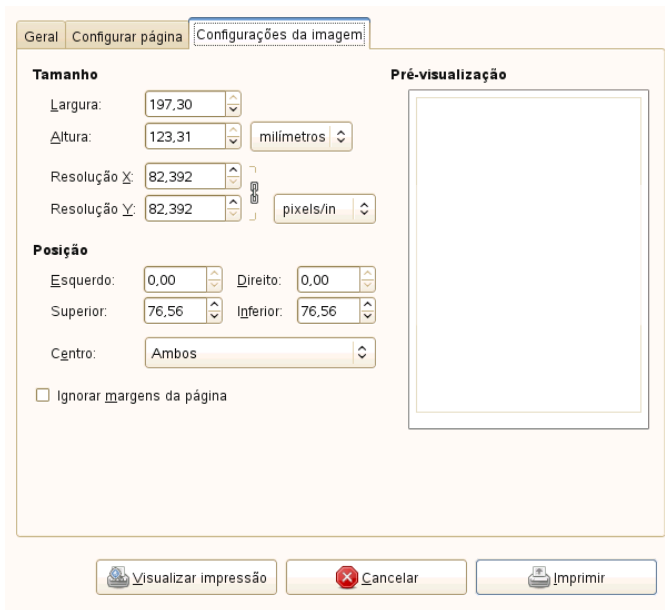 Geral Configurar página Configurações da imagem
Tamanho
Largura: 197,30
Altura: 123,31 milímetros
Resolução X: 82,392
Resolução Y: 82,392 pixels/in
Posição
Esquerdo: 0,00 Direito: 0,00
Superior: 76,56 Inferior: 76,56
Centro: Ambos
Ignorar margens da página
Pré-visualização
Visualizar impressão Cancelar Imprimir